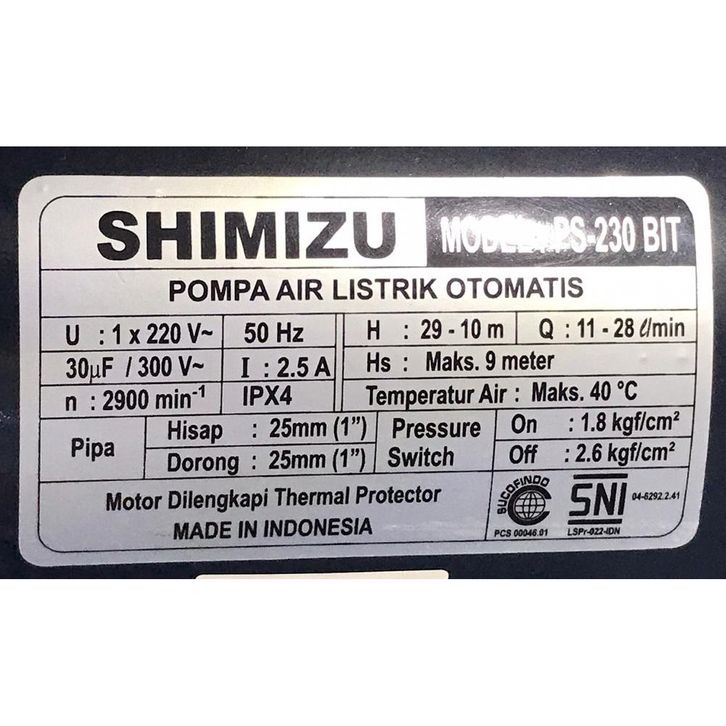 SHIMIZU MODEL : PS-230 BIT
POMPA AIR LISTRIK OTOMATIS
U : 1 x 220 V~ 50 Hz H : 29 - 10 m Q : 11 - 28 ℓ/min
30µF / 300 V~ I : 2.5 A Hs : Maks. 9 meter
n : 2900 min⁻¹ IPX4 Temperatur Air : Maks. 40 °C
Pipa Hisap : 25mm (1") Pressure Switch On : 1.8 kgf/cm²
Dorong : 25mm (1") Off : 2.6 kgf/cm²
Motor Dilengkapi Thermal Protector
MADE IN INDONESIA
SUCOFINDO
PCS 00046.01
SNI 04-6292.2.41
LSPr-022-IDN